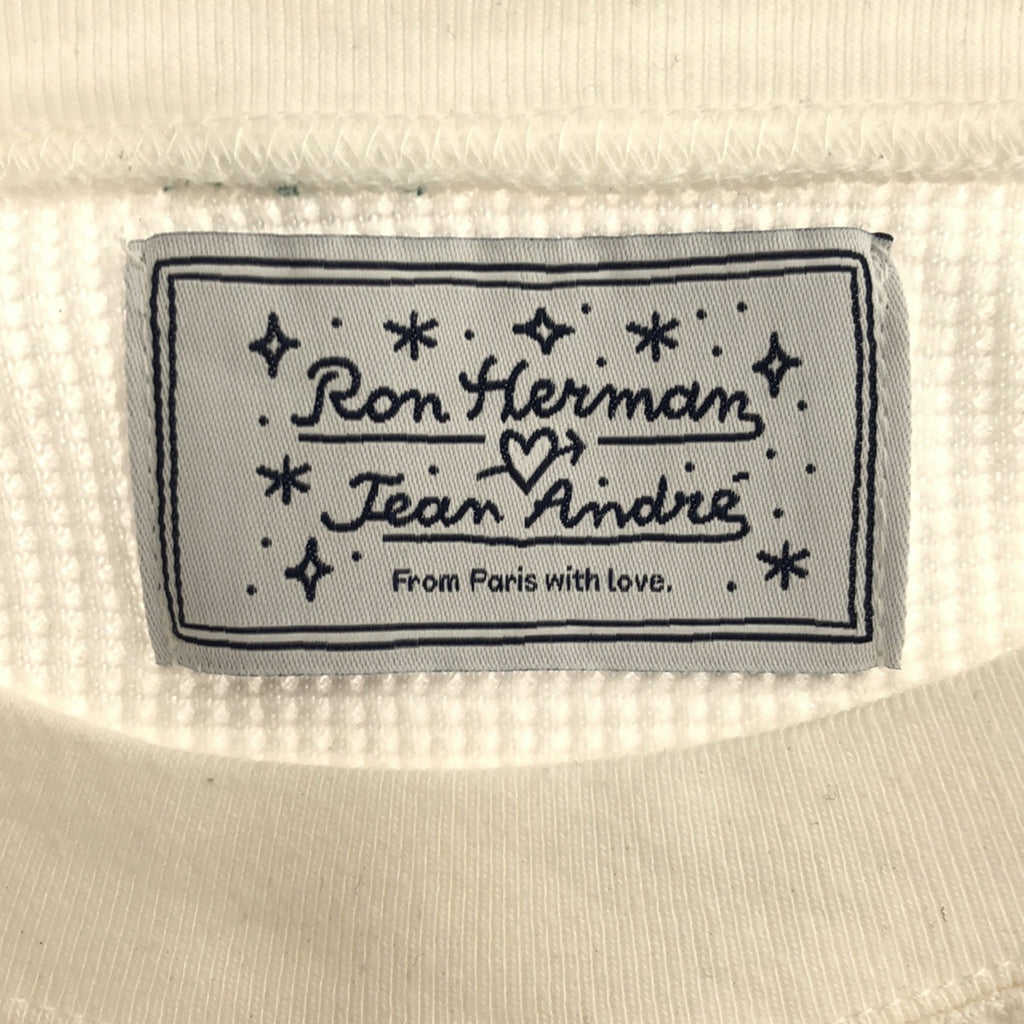 Ron Herman
Jean André
From Paris with love.